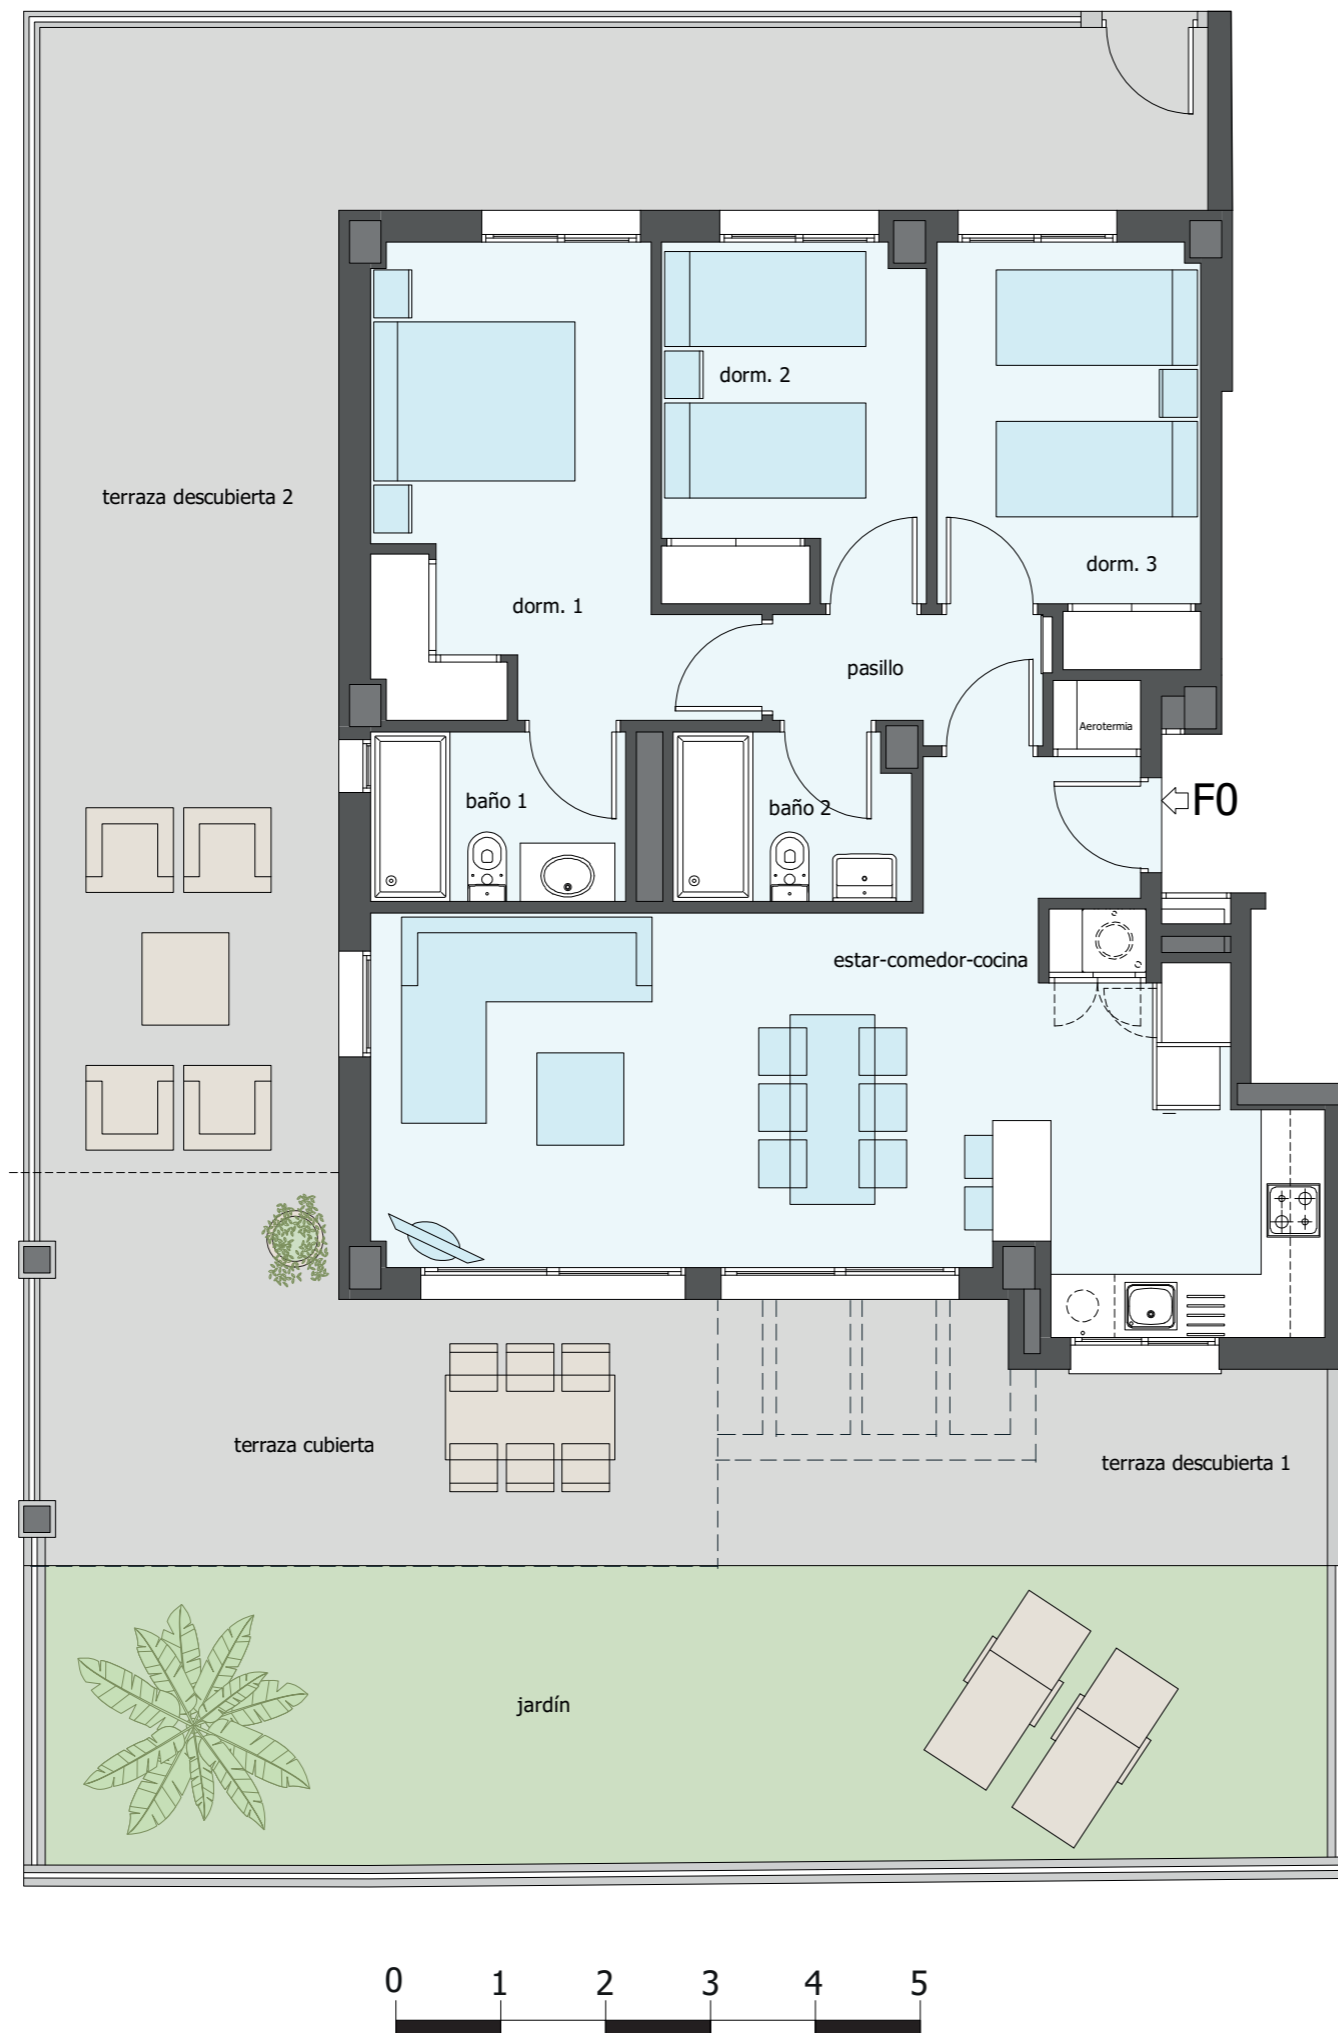 dorm. 2
terraza descubierta 2
dorm. 3
dorm. 1
pasillo
Aerotermia
baño 1
baño 2
F0
estar-comedor-cocina
terraza cubierta
terraza descubierta 1
jardín
0 1 2 3 4 5